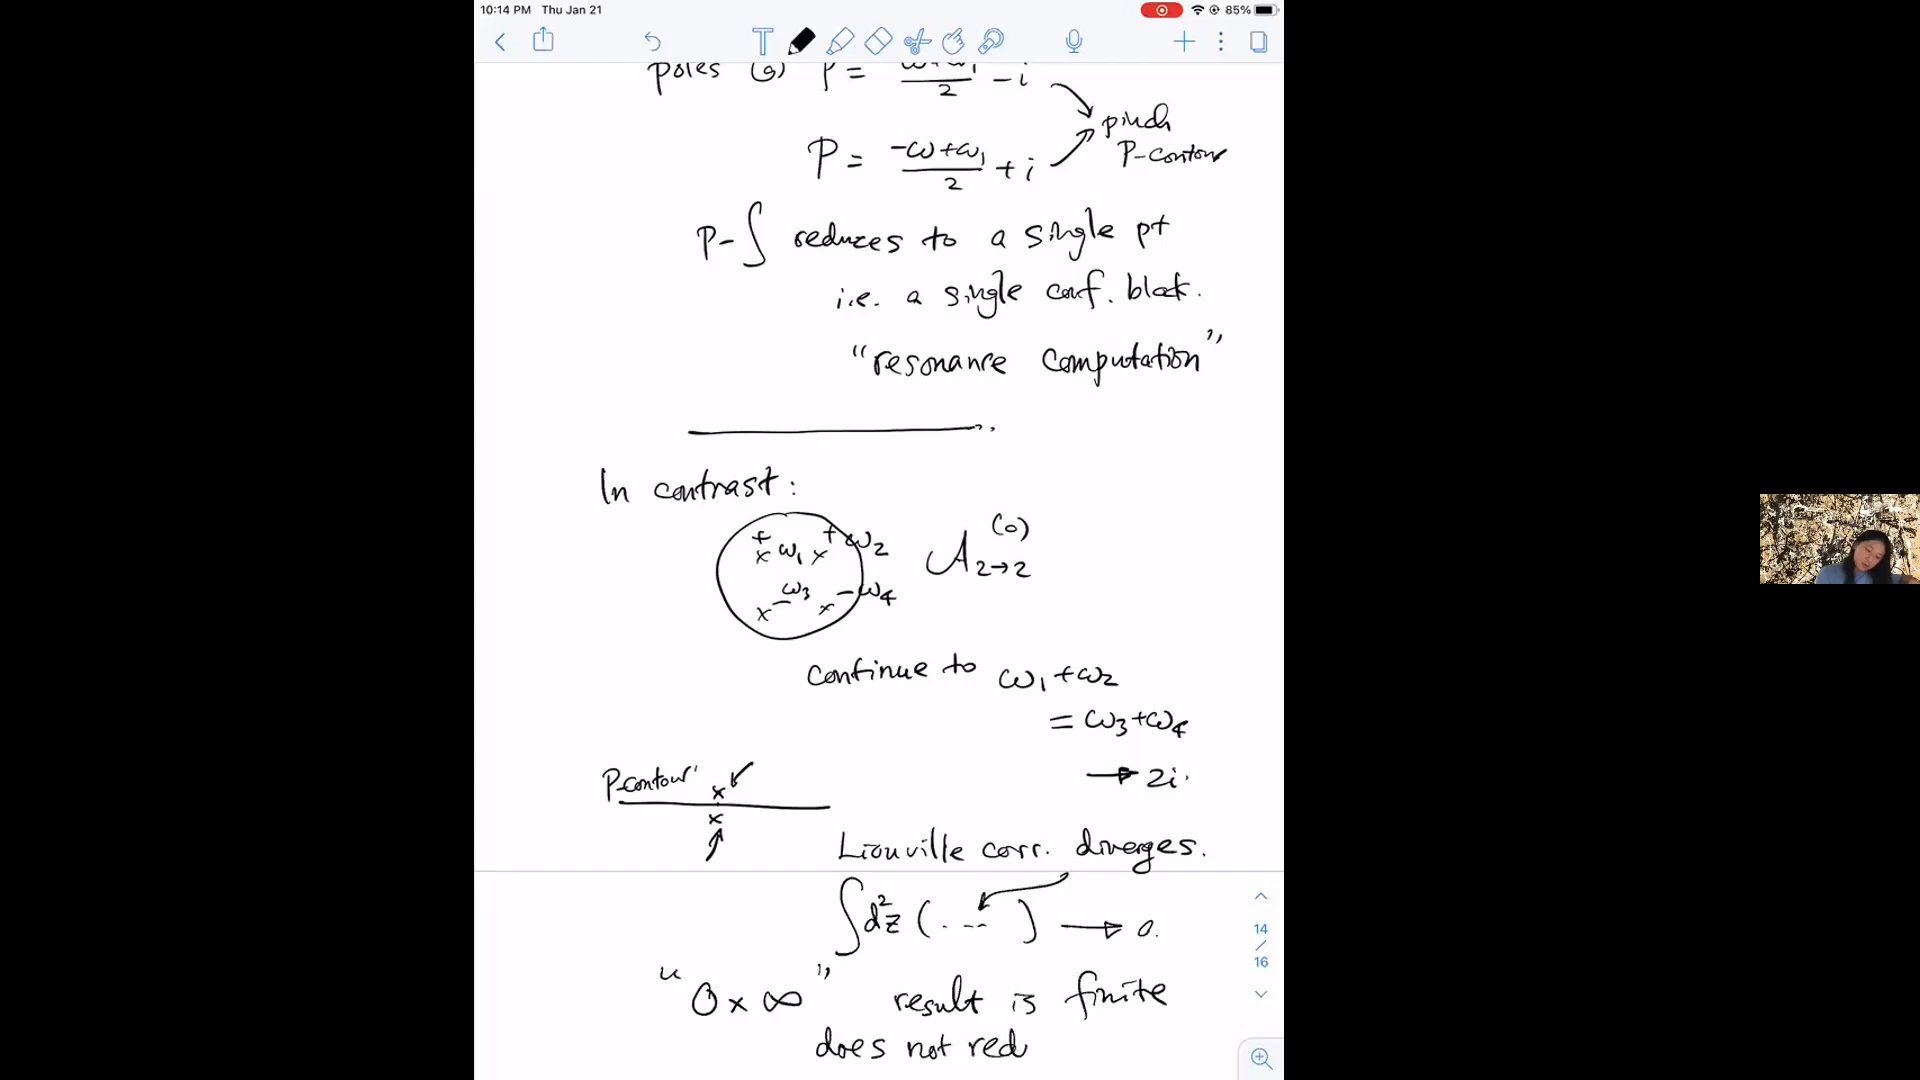 10:14 PM Thu Jan 21
85%
T
poles @ P = ω+ω₁/2 - i
P = -ω+ω₁/2 + i
pinch
P-contour
P-∫ reduces to a single pt
i.e. a single conf. block.
"resonance computation"
In contrast:
+ + 
x ω₁ x ω₂
ω₃ - ω₄
x - x
A₂→₂⁽⁰⁾
continue to ω₁+ω₂
= ω₃+ω₄
→ 2i.
P-contour
x
x
Liouville corr. diverges.
∫d²z (.....) → 0.
"0 x ∞" result is finite
does not red
14
/
16